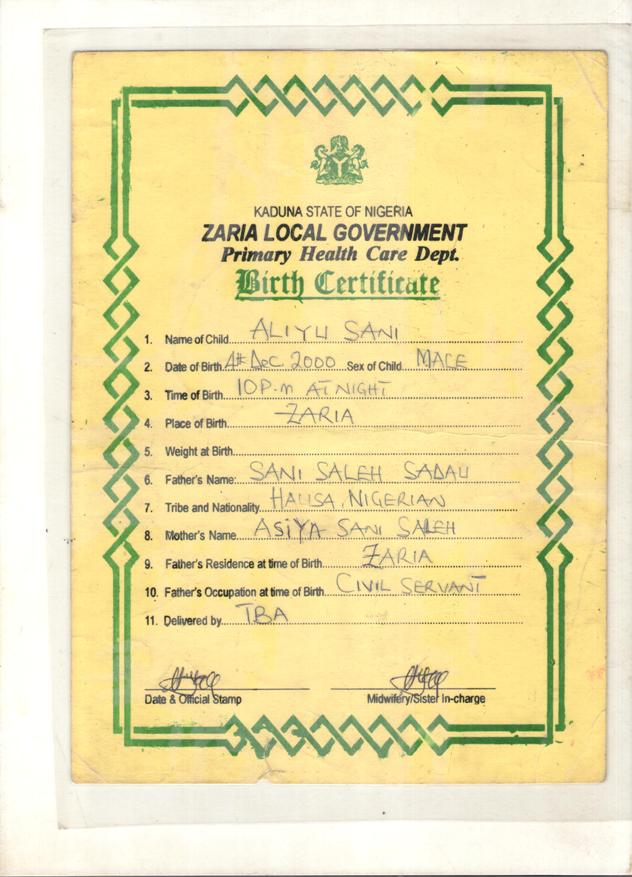 KADUNA STATE OF NIGERIA
ZARIA LOCAL GOVERNMENT
Primary Health Care Dept.
Birth Certificate
1. Name of Child ALIYU SANI
2. Date of Birth 4th Dec 2000 Sex of Child MALE
3. Time of Birth 10P.m AT NIGHT
4. Place of Birth ZARIA
5. Weight at Birth
6. Father's Name: SANI SALEH SADAU
7. Tribe and Nationality HAUSA, NIGERIAN
8. Mother's Name ASIYA SANI SALEH
9. Father's Residence at time of Birth ZARIA
10. Father's Occupation at time of Birth CIVIL SERVANT
11. Delivered by TBA
Date & Official Stamp Midwifery/Sister In-charge